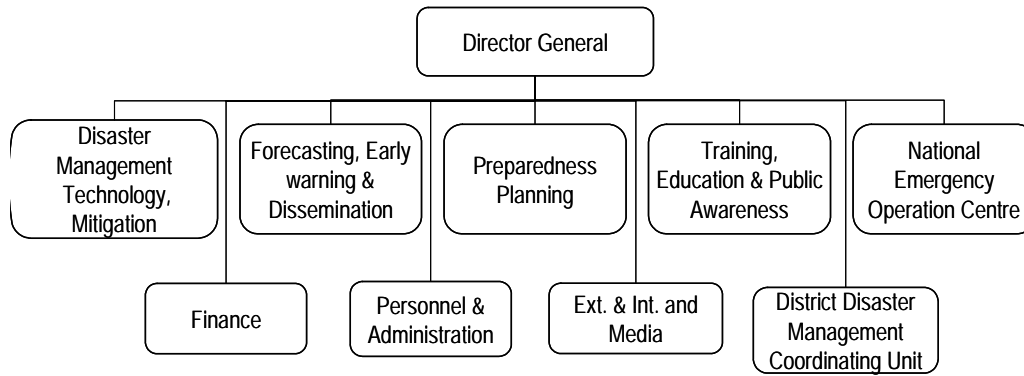 Director General
Disaster
Management
Technology,
Mitigation
Forecasting, Early
warning &
Dissemination
Preparedness
Planning
Training,
Education & Public
Awareness
National
Emergency
Operation Centre
Finance
Personnel &
Administration
Ext. & Int. and
Media
District Disaster
Management
Coordinating Unit